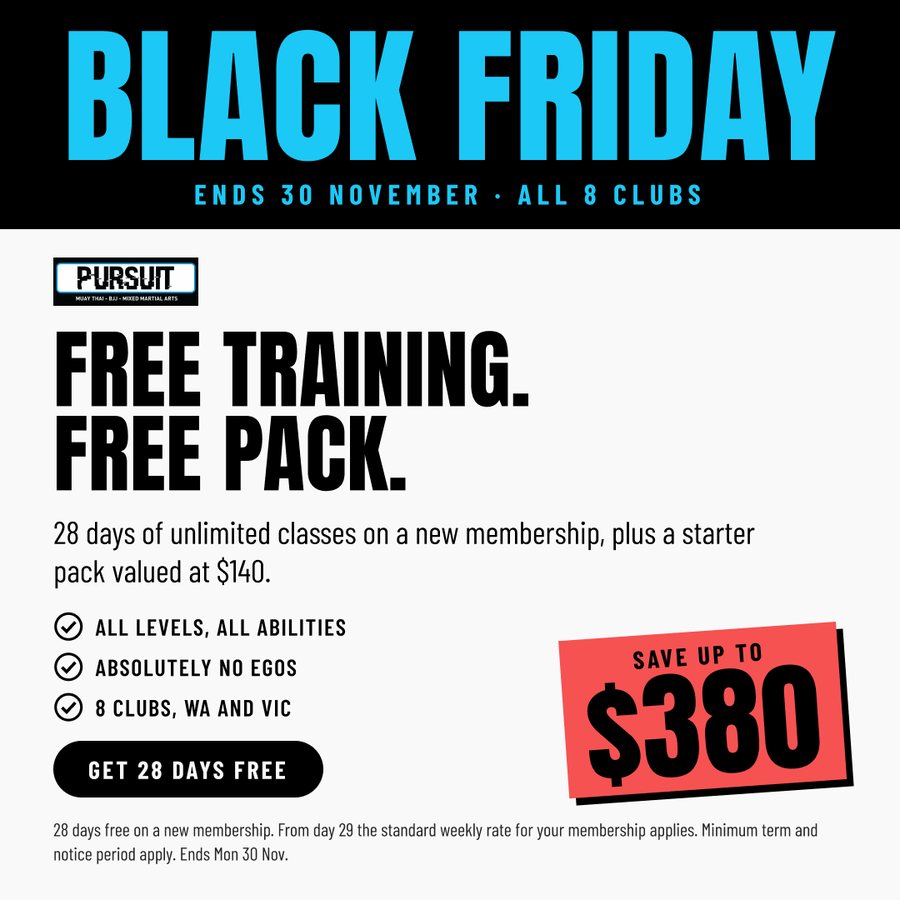 BLACK FRIDAY
ENDS 30 NOVEMBER · ALL 8 CLUBS
PURSUIT
MUAY THAI - BJJ - MIXED MARTIAL ARTS
FREE TRAINING.
FREE PACK.
28 days of unlimited classes on a new membership, plus a starter
pack valued at $140.
ALL LEVELS, ALL ABILITIES
ABSOLUTELY NO EGOS
8 CLUBS, WA AND VIC
GET 28 DAYS FREE
SAVE UP TO
$380
28 days free on a new membership. From day 29 the standard weekly rate for your membership applies. Minimum term and
notice period apply. Ends Mon 30 Nov.